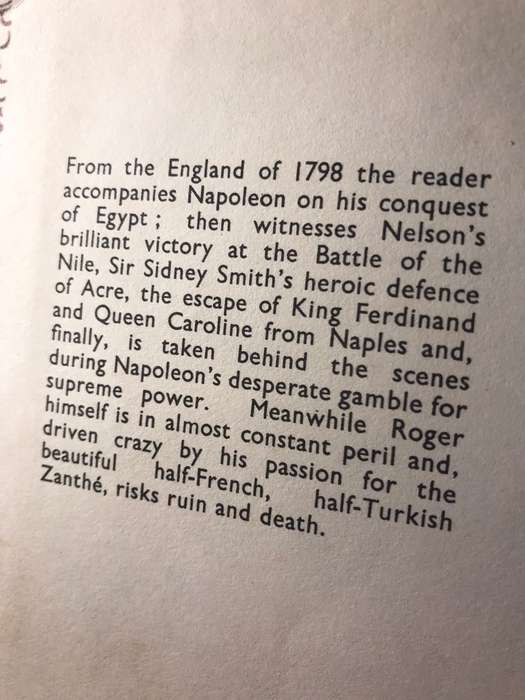 From the England of 1798 the reader
accompanies Napoleon on his conquest
of Egypt; then witnesses Nelson's
brilliant victory at the Battle of the
Nile, Sir Sidney Smith's heroic defence
of Acre, the escape of King Ferdinand
and Queen Caroline from Naples and,
finally, is taken behind the scenes
during Napoleon's desperate gamble for
supreme power. Meanwhile Roger
himself is in almost constant peril and,
driven crazy by his passion for the
beautiful half-French, half-Turkish
Zanthé, risks ruin and death.